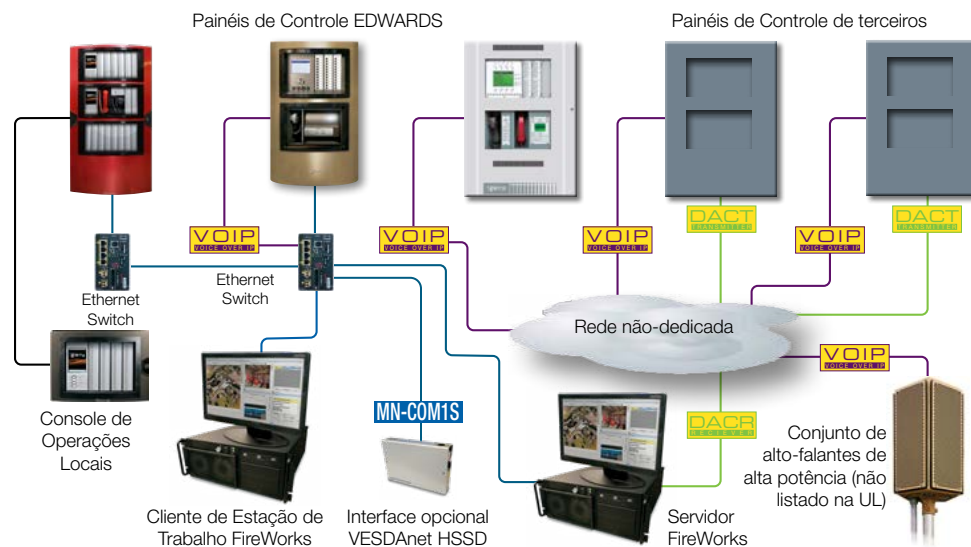 Painéis de Controle EDWARDS
Painéis de Controle de terceiros
VOIP
VOICE OVER IP
VOIP
VOICE OVER IP
VOIP
VOICE OVER IP
DACT
TRANSMITTER
VOIP
VOICE OVER IP
DACT
TRANSMITTER
Ethernet
Switch
Ethernet
Switch
Rede não-dedicada
VOIP
VOICE OVER IP
MN-COM1S
DACR
RECIEVER
Console de
Operações
Locais
Cliente de Estação de
Trabalho FireWorks
Interface opcional
VESDAnet HSSD
Servidor
FireWorks
Conjunto de
alto-falantes de
alta potência (não
listado na UL)